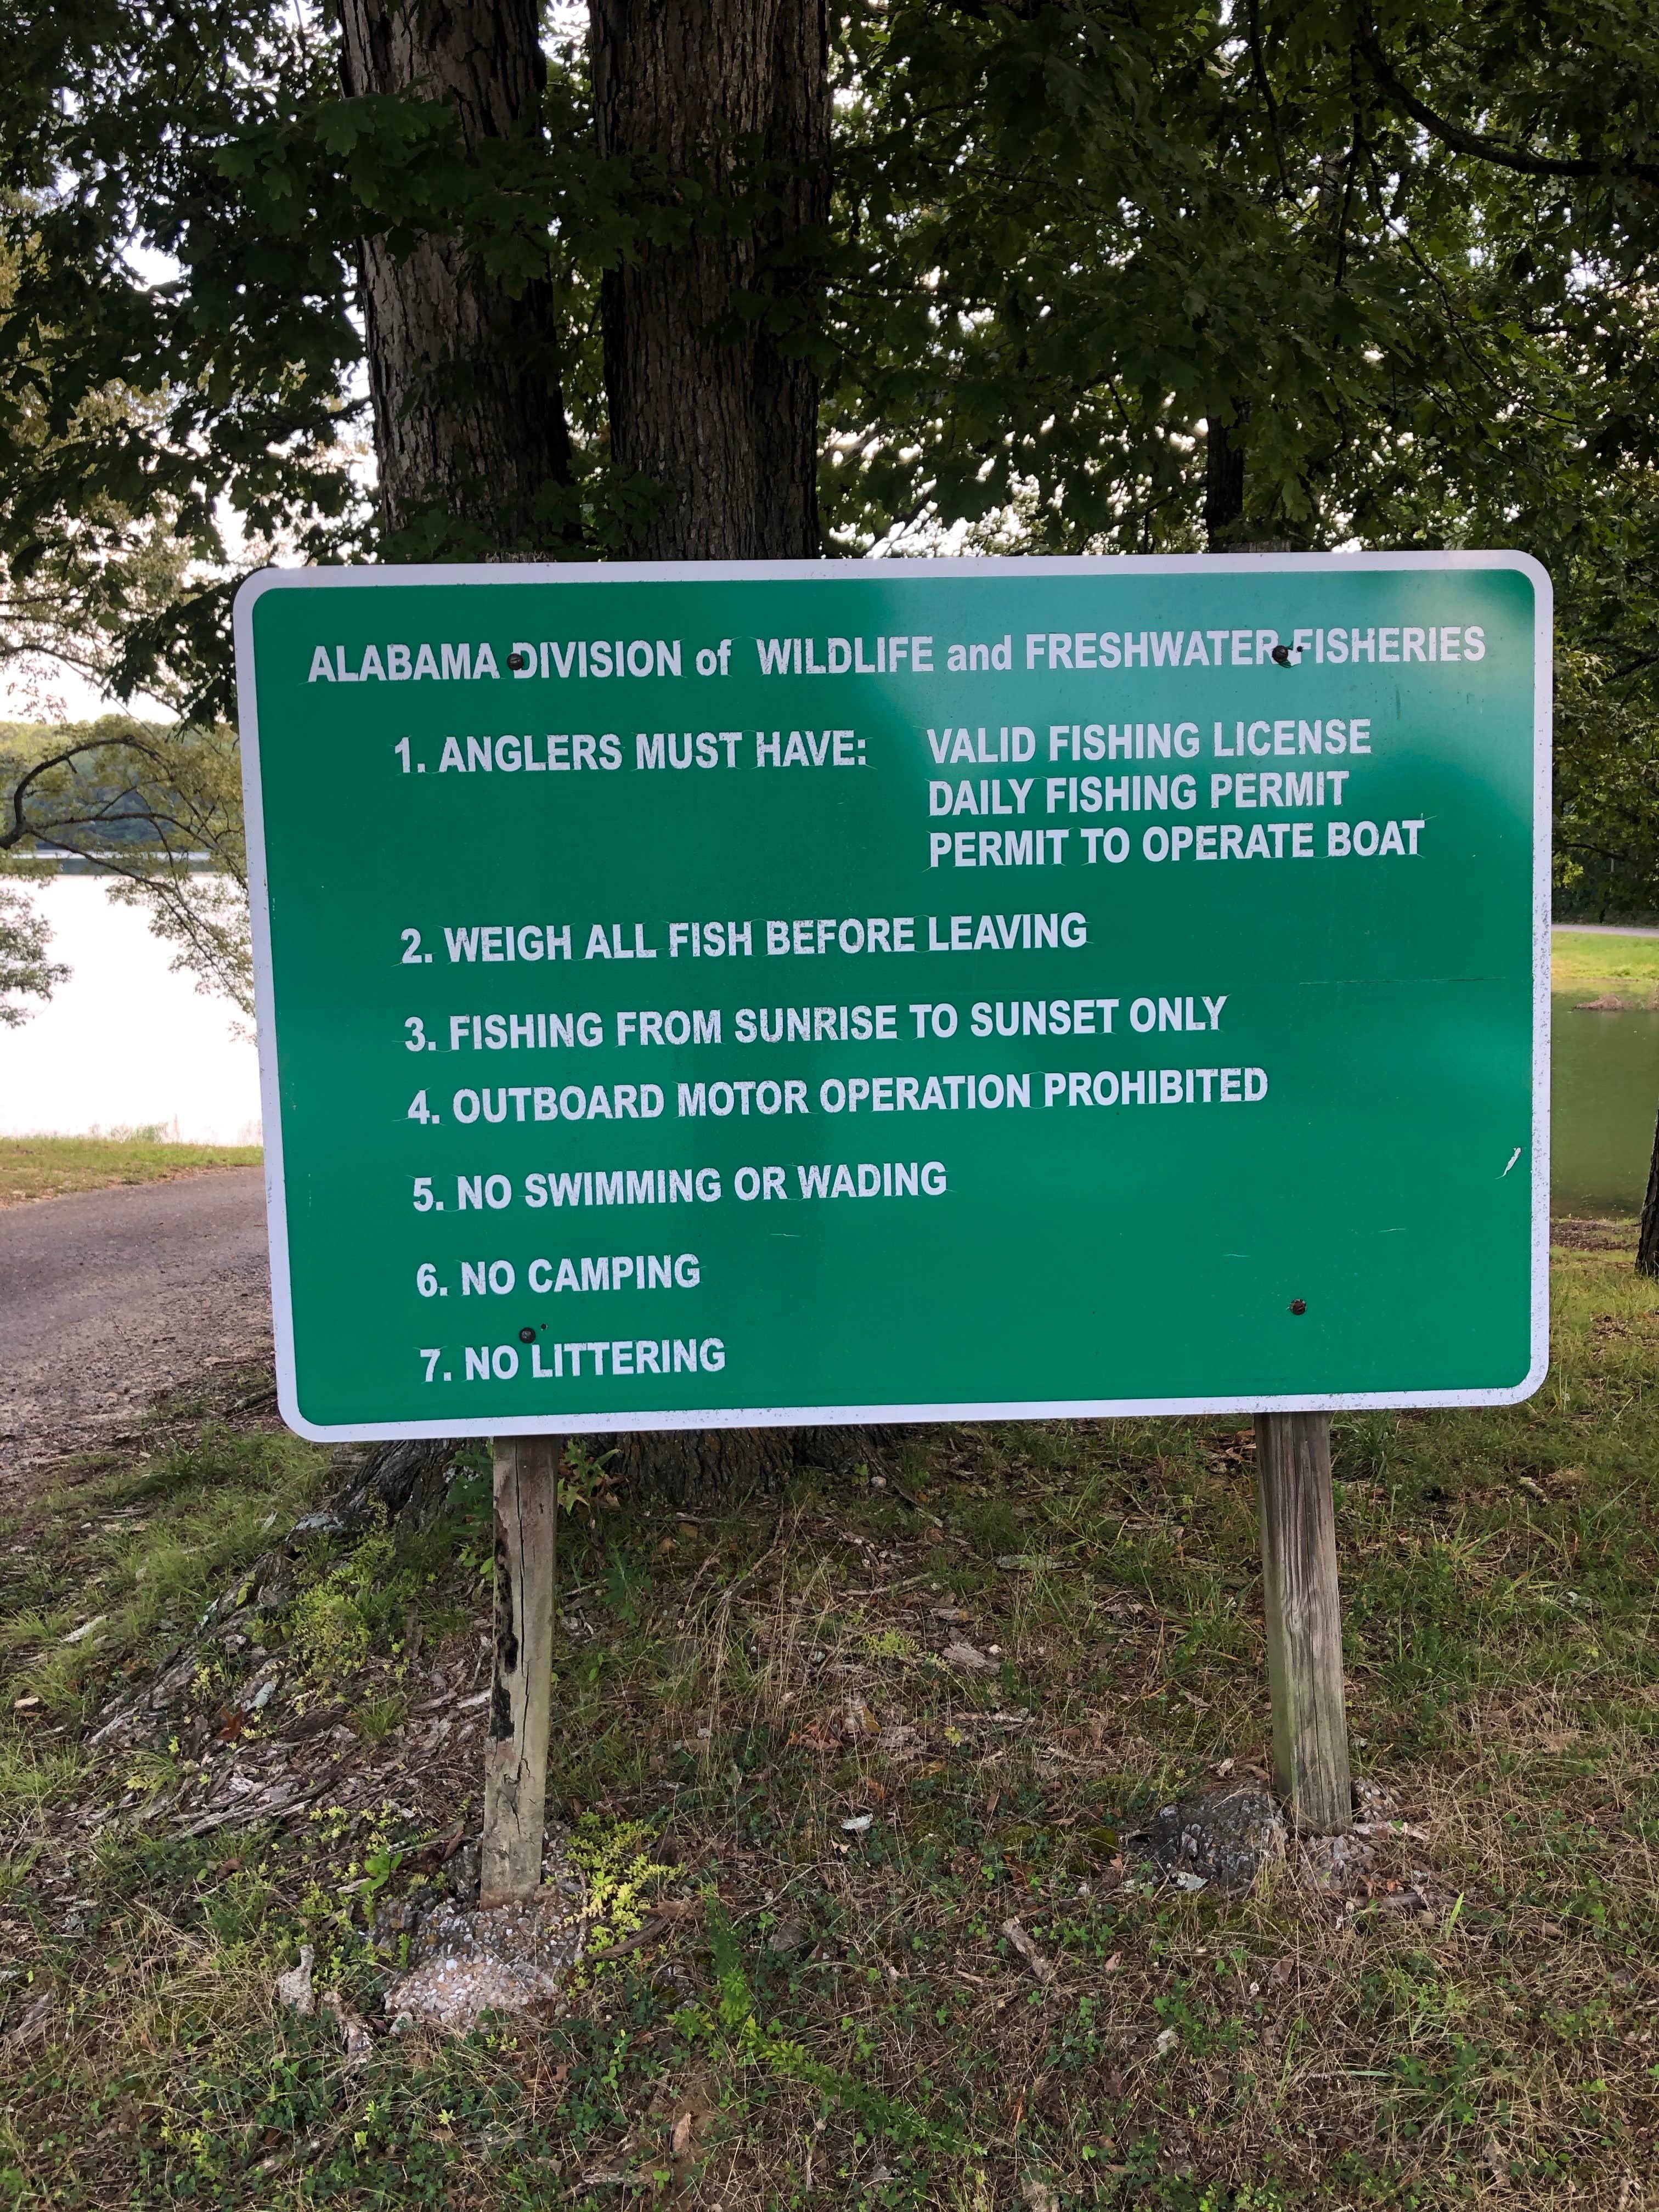 ALABAMA DIVISION of WILDLIFE and FRESHWATER FISHERIES
1. ANGLERS MUST HAVE: VALID FISHING LICENSE
DAILY FISHING PERMIT
PERMIT TO OPERATE BOAT
2. WEIGH ALL FISH BEFORE LEAVING
3. FISHING FROM SUNRISE TO SUNSET ONLY
4. OUTBOARD MOTOR OPERATION PROHIBITED
5. NO SWIMMING OR WADING
6. NO CAMPING
7. NO LITTERING